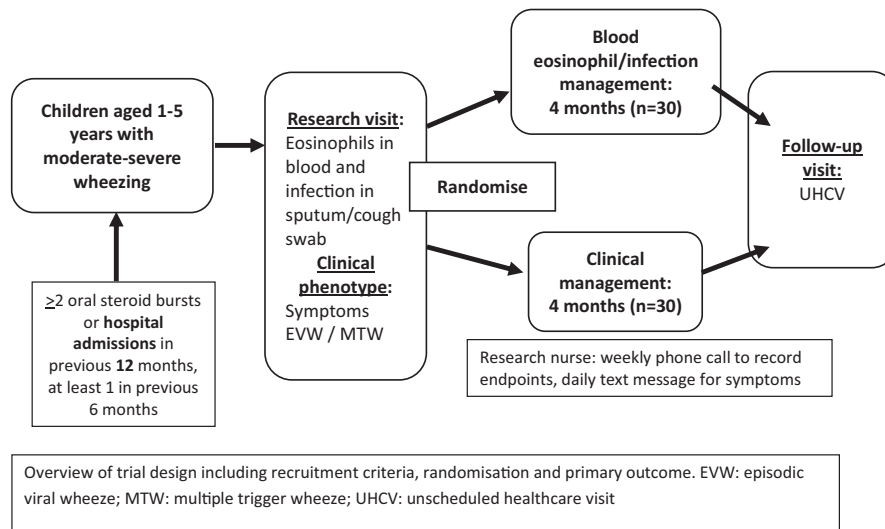 Children aged 1-5
years with
moderate-severe
wheezing
≥2 oral steroid bursts
or hospital
admissions in
previous 12 months,
at least 1 in previous
6 months
Research visit:
Eosinophils in
blood and
infection in
sputum/cough
swab
Clinical
phenotype:
Symptoms
EVW / MTW
Randomise
Blood
eosinophil/infection
management:
4 months (n=30)
Clinical
management:
4 months (n=30)
Follow-up
visit:
UHCV
Research nurse: weekly phone call to record
endpoints, daily text message for symptoms
Overview of trial design including recruitment criteria, randomisation and primary outcome. EVW: episodic
viral wheeze; MTW: multiple trigger wheeze; UHCV: unscheduled healthcare visit